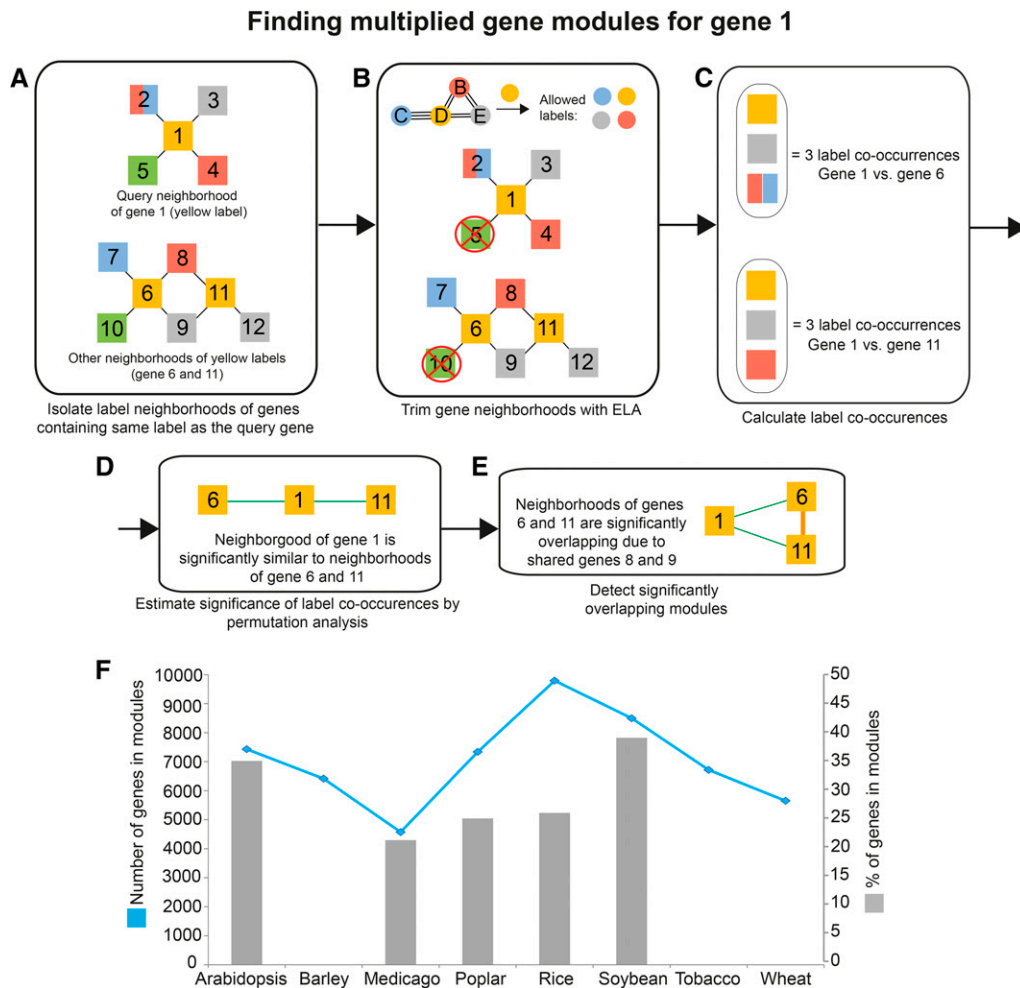 Finding multiplied gene modules for gene 1
A
2
3
1
5
4
Query neighborhood
of gene 1 (yellow label)
7
8
6
11
10
9
12
Other neighborhoods of yellow labels
(gene 6 and 11)
Isolate label neighborhoods of genes
containing same label as the query gene
B
B
C
D
E
Allowed
labels:
2
3
1
5
4
7
8
6
11
10
9
12
Trim gene neighborhoods with ELA
C
= 3 label co-occurrences
Gene 1 vs. gene 6
= 3 label co-occurrences
Gene 1 vs. gene 11
Calculate label co-occurences
D
6
1
11
Neighborgood of gene 1 is
significantly similar to neighborhoods
of gene 6 and 11
Estimate significance of label co-occurences by
permutation analysis
E
Neighborhoods of genes
6 and 11 are significantly
overlapping due to
shared genes 8 and 9
1
6
11
Detect significantly
overlapping modules
F
Number of genes in modules
10000
9000
8000
7000
6000
5000
4000
3000
2000
1000
0000
50
45
40
35
30
25
20
15
10
5
0
% of genes in modules
Arabidopsis Barley Medicago Poplar Rice Soybean Tobacco Wheat